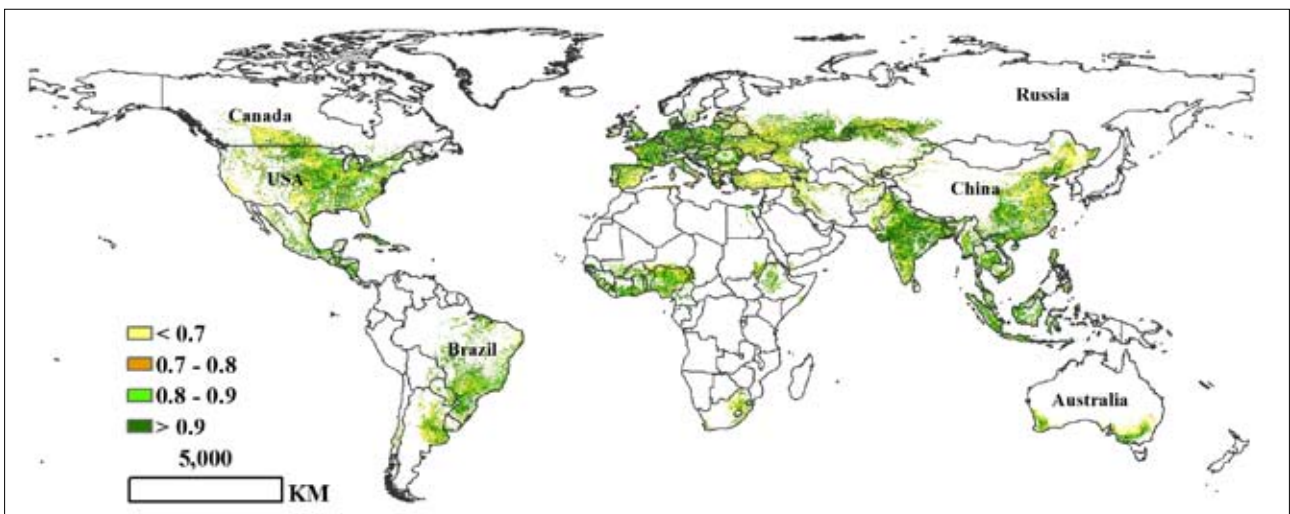 Canada
Russia
USA
China
Brazil
Australia
< 0.7
0.7 - 0.8
0.8 - 0.9
> 0.9
5,000
KM